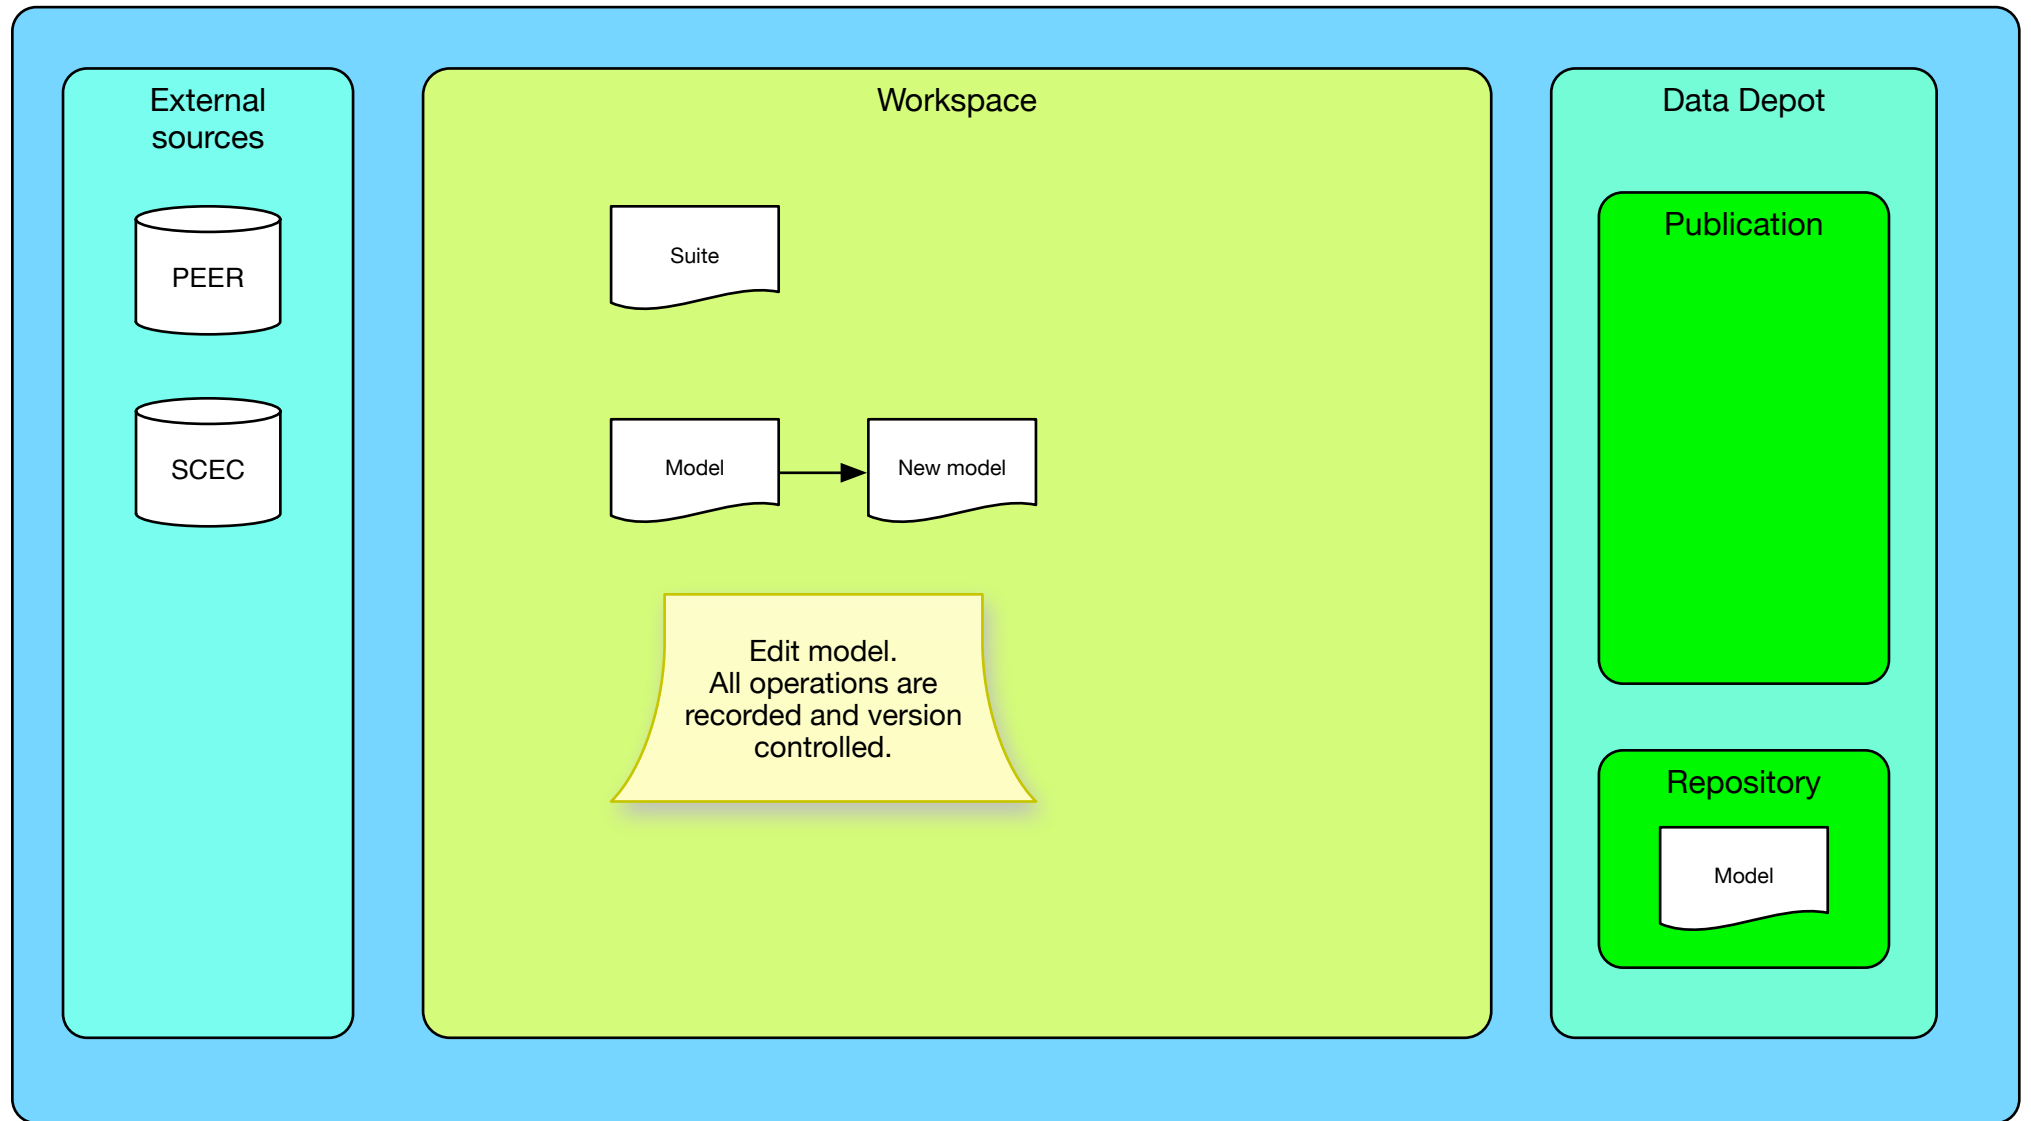 External
sources
PEER
SCEC
Workspace
Suite
Model
New model
Edit model.
All operations are
recorded and version
controlled.
Data Depot
Publication
Repository
Model